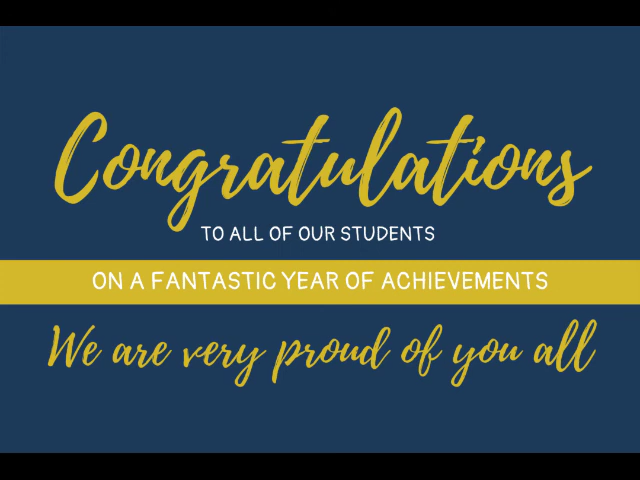 Congratulations
TO ALL OF OUR STUDENTS
ON A FANTASTIC YEAR OF ACHIEVEMENTS
We are very proud of you all